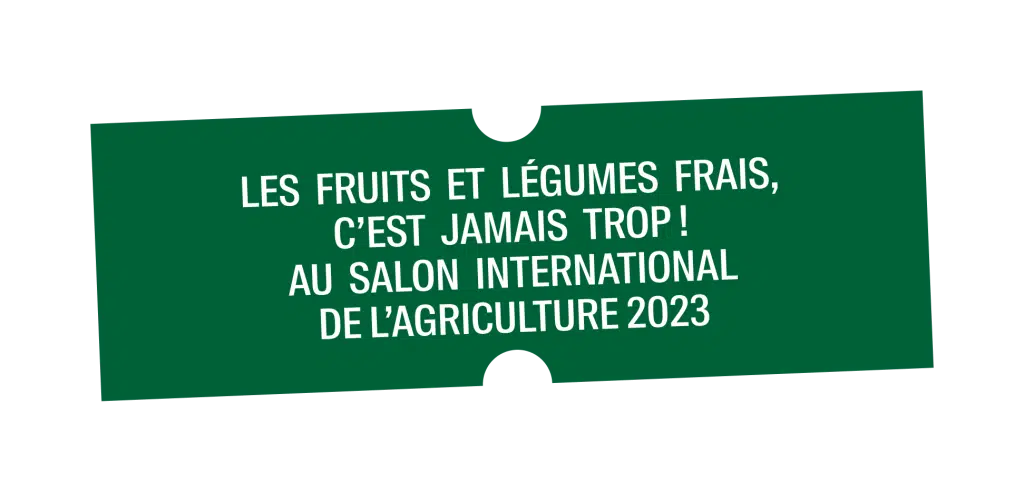 LES FRUITS ET LÉGUMES FRAIS,
C’EST JAMAIS TROP !
AU SALON INTERNATIONAL
DE L’AGRICULTURE 2023